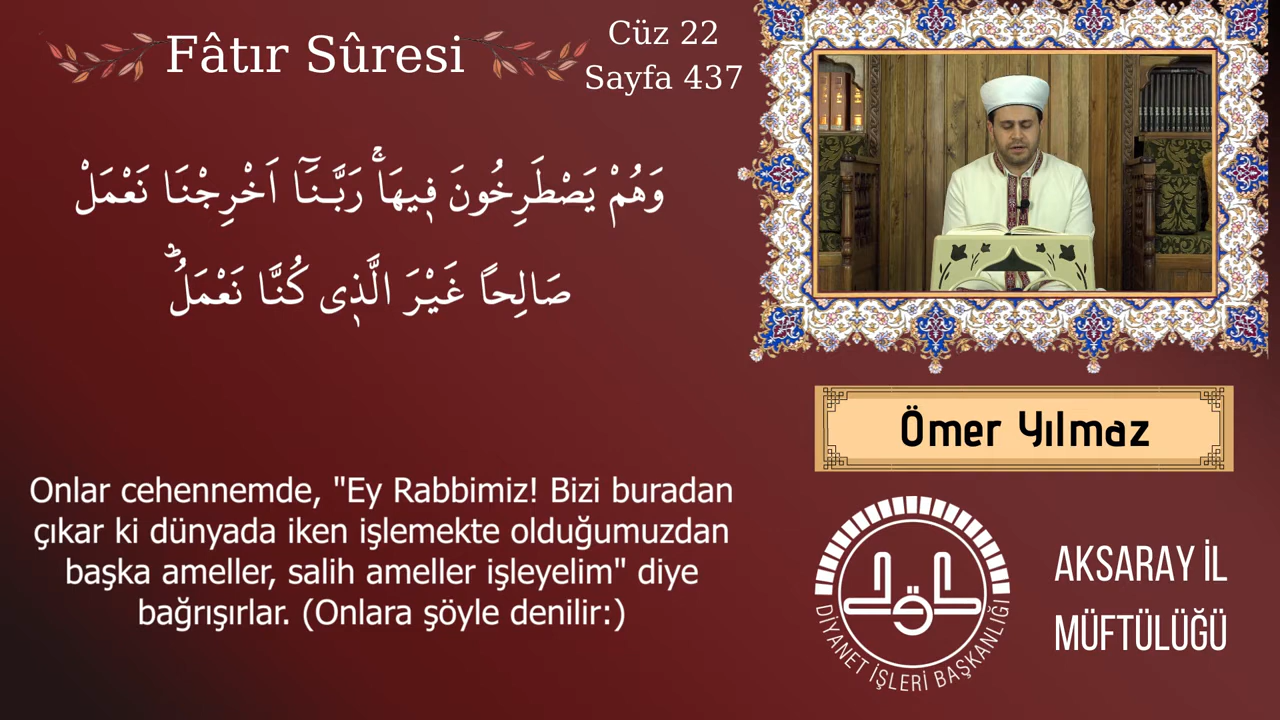 Fâtır Sûresi
Cüz 22
Sayfa 437
وَهُمْ يَصْطَرِخُونَ ف۪يهَاۚ رَبَّنَٓا اَخْرِجْنَا نَعْمَلْ
صَالِحًا غَيْرَ الَّذ۪ي كُنَّا نَعْمَلُۜ
Onlar cehennemde, "Ey Rabbimiz! Bizi buradan
çıkar ki dünyada iken işlemekte olduğumuzdan
başka ameller, salih ameller işleyelim" diye
bağrışırlar. (Onlara şöyle denilir:)
Ömer Yılmaz
DİYANET İŞLERİ BAŞKANLIĞI
AKSARAY İL
MÜFTÜLÜĞÜ